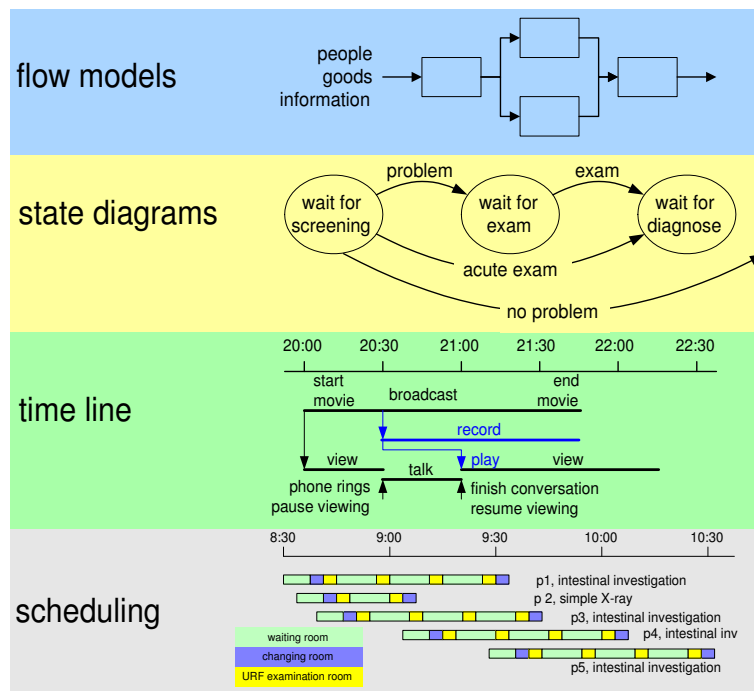 flow models
people
goods
information
state diagrams
problem
exam
wait for
screening
wait for
exam
wait for
diagnose
acute exam
no problem
time line
20:00 20:30 21:00 21:30 22:00 22:30
start
movie
broadcast
end
movie
record
view
talk
play
view
phone rings
pause viewing
finish conversation
resume viewing
scheduling
8:30 9:00 9:30 10:00 10:30
p1, intestinal investigation
p 2, simple X-ray
p3, intestinal investigation
p4, intestinal inv
p5, intestinal investigation
waiting room
changing room
URF examination room